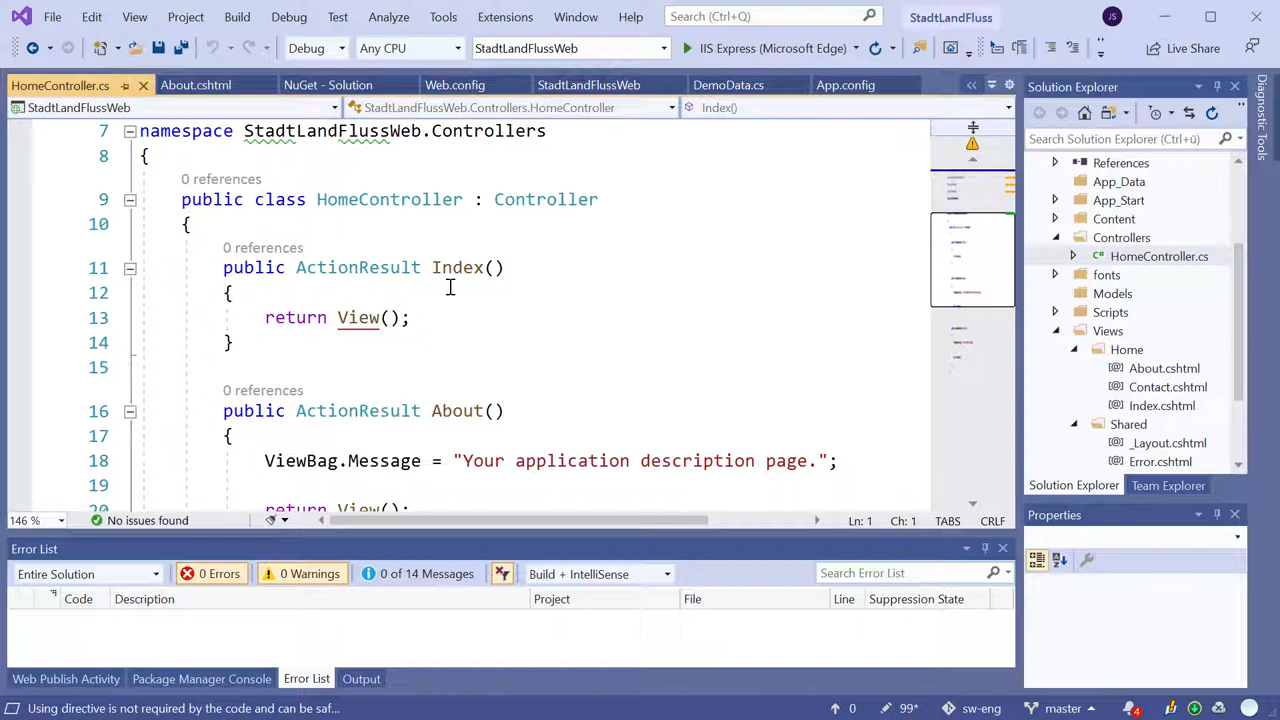 File Edit View Project Build Debug Test Analyze Tools Extensions Window Help Search (Ctrl+Q) StadtLandFluss JS
Debug Any CPU StadtLandFlussWeb IIS Express (Microsoft Edge) Live Share
HomeController.cs About.cshtml NuGet - Solution Web.config StadtLandFlussWeb DemoData.cs App.config
StadtLandFlussWeb StadtLandFlussWeb.Controllers.HomeController Index()
7 namespace StadtLandFlussWeb.Controllers
8 {
0 references
9 public class HomeController : Controller
10 {
0 references
11 public ActionResult Index()
12 {
13 return View();
14 }
15
0 references
16 public ActionResult About()
17 {
18 ViewBag.Message = "Your application description page.";
19
20 return View();
146 % No issues found Ln: 1 Ch: 1 TABS CRLF
Error List
Entire Solution 0 Errors 0 Warnings 0 of 14 Messages Build + IntelliSense Search Error List
Code Description Project File Line Suppression State
Web Publish Activity Package Manager Console Error List Output
Solution Explorer
Search Solution Explorer (Ctrl+ü)
References
App_Data
App_Start
Content
Controllers
C# HomeController.cs
fonts
Models
Scripts
Views
Home
[@] About.cshtml
[@] Contact.cshtml
[@] Index.cshtml
Shared
[@] _Layout.cshtml
[@] Error.cshtml
Solution Explorer Team Explorer
Properties
Diagnostic Tools
Using directive is not required by the code and can be saf... 0 99* sw-eng master 4